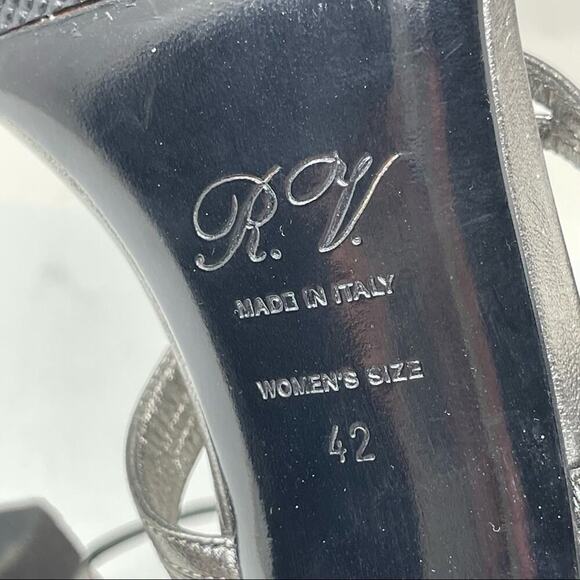 R.V.
MADE IN ITALY
WOMEN'S SIZE
42